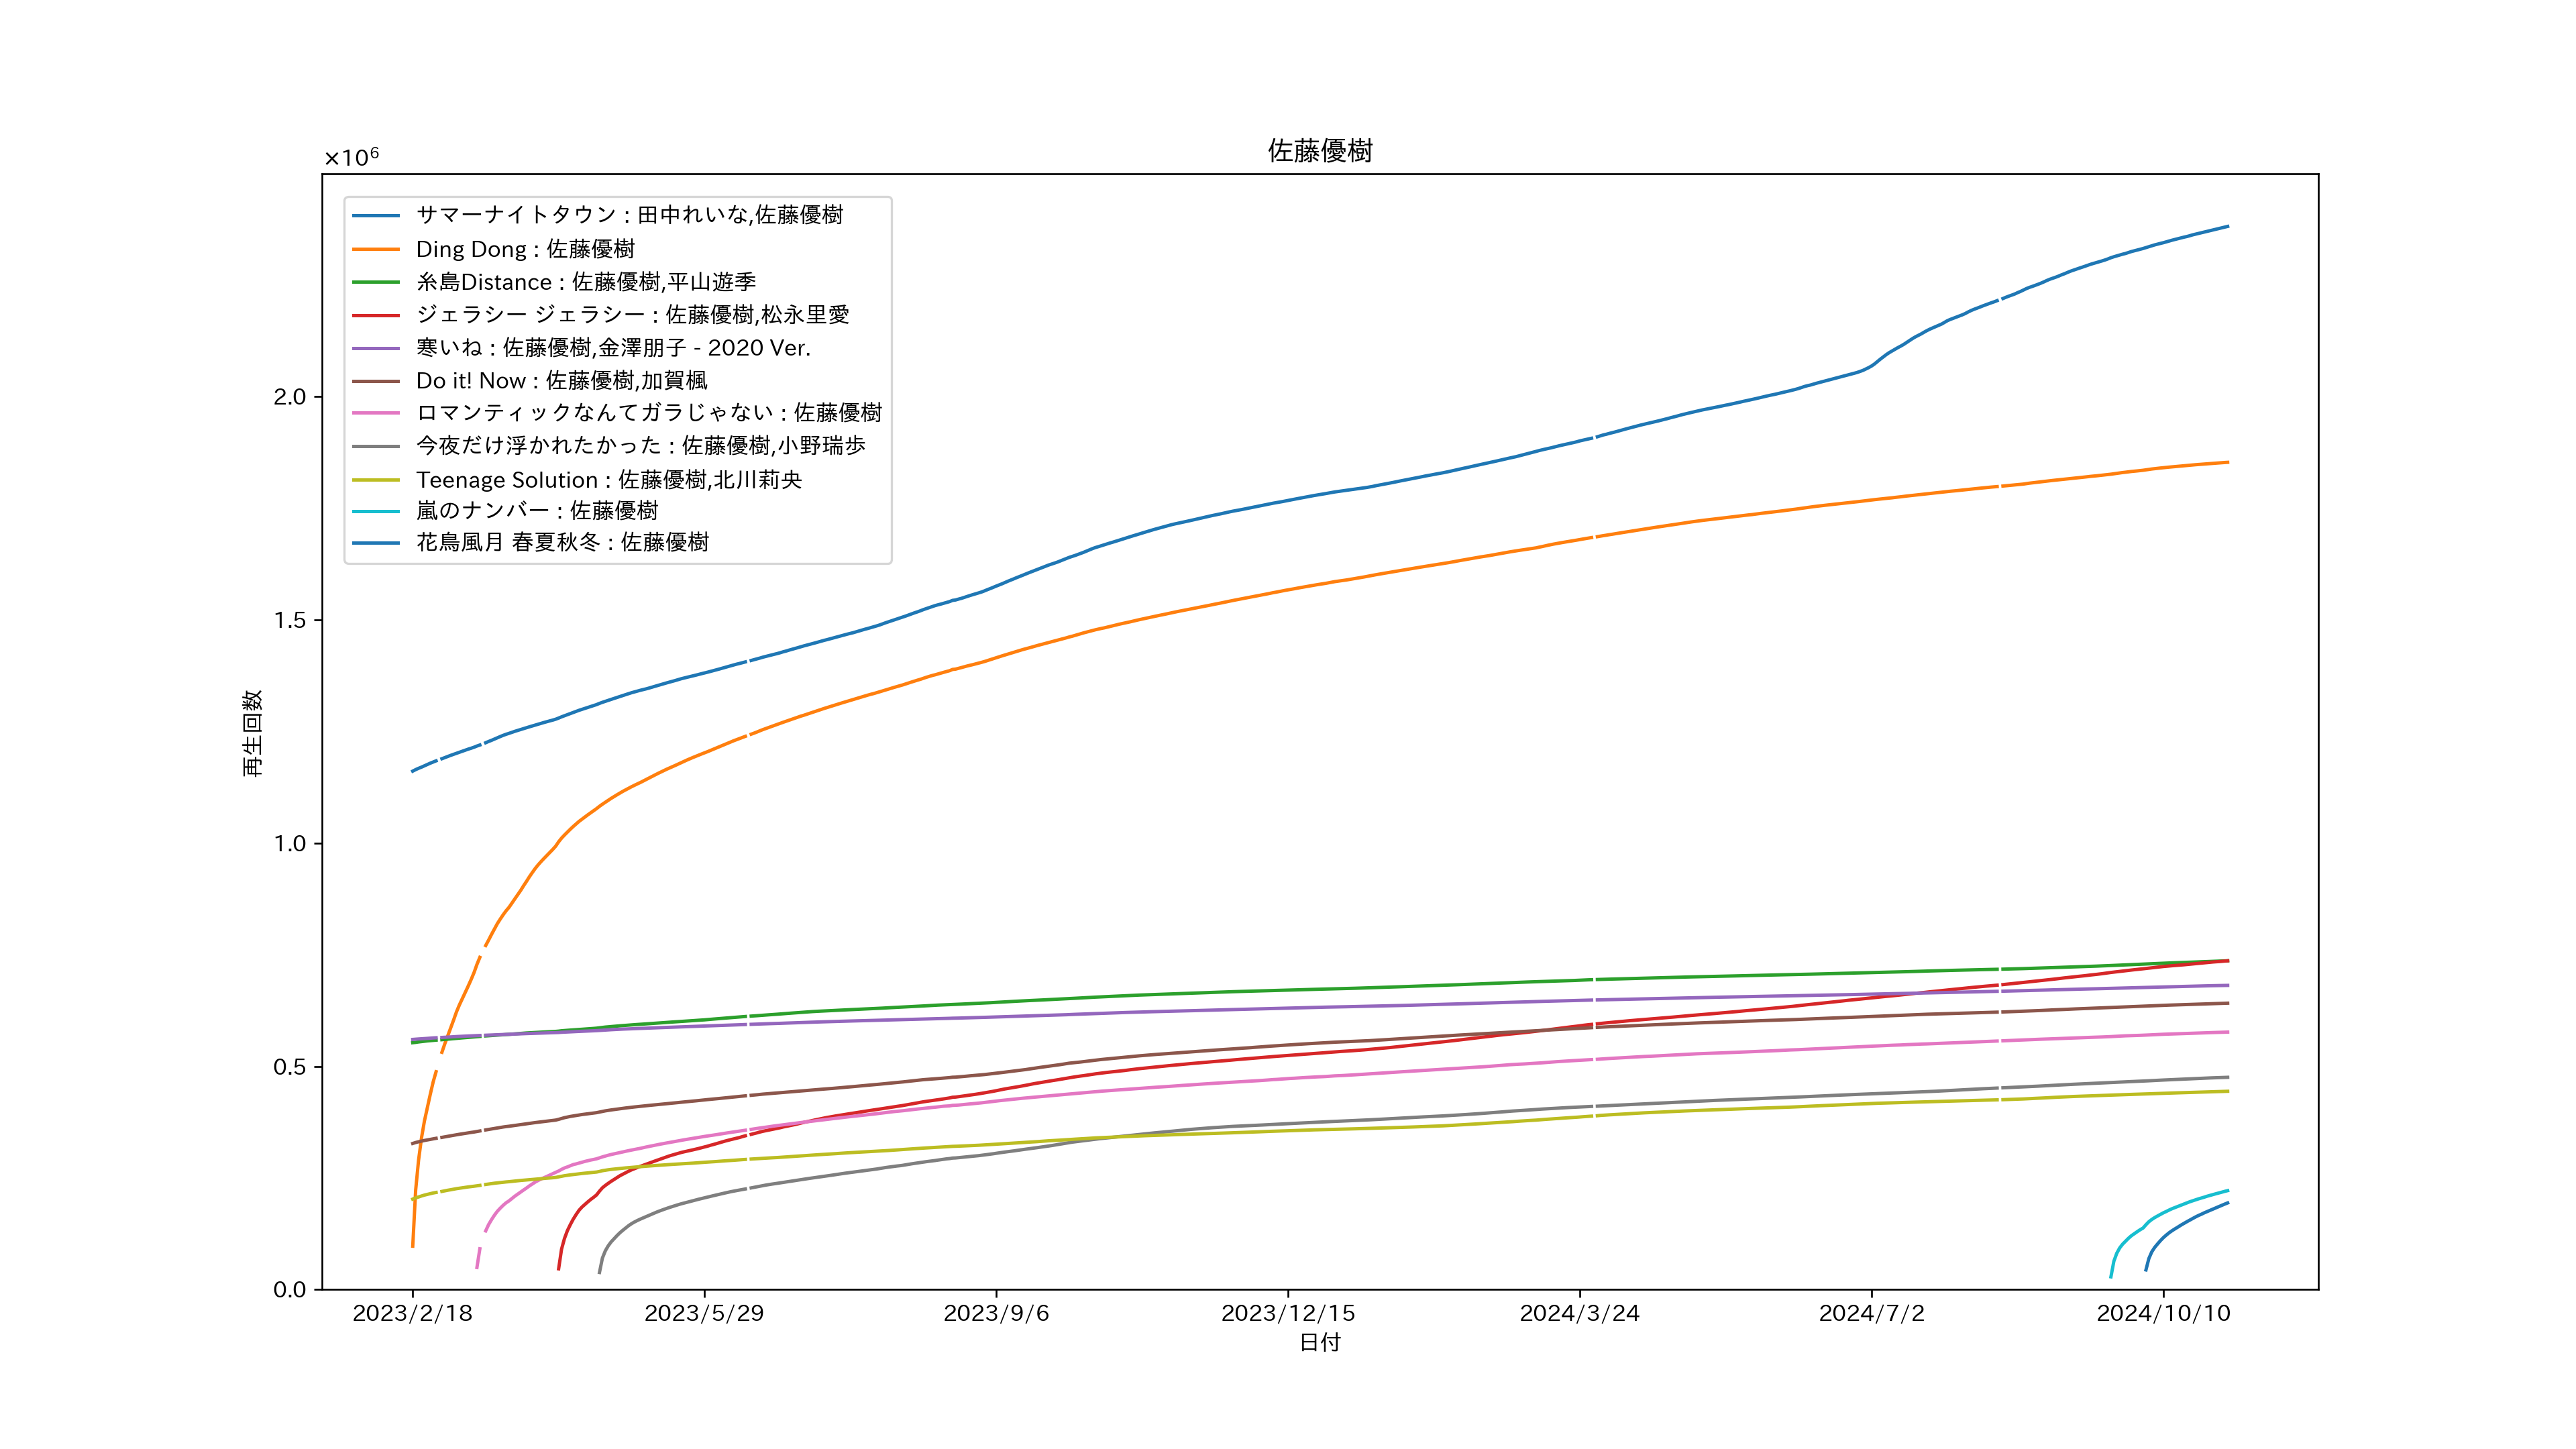 佐藤優樹
×10⁶
サマーナイトタウン : 田中れいな,佐藤優樹
Ding Dong : 佐藤優樹
糸島Distance : 佐藤優樹,平山遊季
ジェラシー ジェラシー : 佐藤優樹,松永里愛
寒いね : 佐藤優樹,金澤朋子 - 2020 Ver.
Do it! Now : 佐藤優樹,加賀楓
ロマンティックなんてガラじゃない : 佐藤優樹
今夜だけ浮かれたかった : 佐藤優樹,小野瑞歩
Teenage Solution : 佐藤優樹,北川莉央
嵐のナンバー : 佐藤優樹
花鳥風月 春夏秋冬 : 佐藤優樹
2.0
1.5
1.0
0.5
0.0
再生回数
2023/2/18
2023/5/29
2023/9/6
2023/12/15
2024/3/24
2024/7/2
2024/10/10
日付